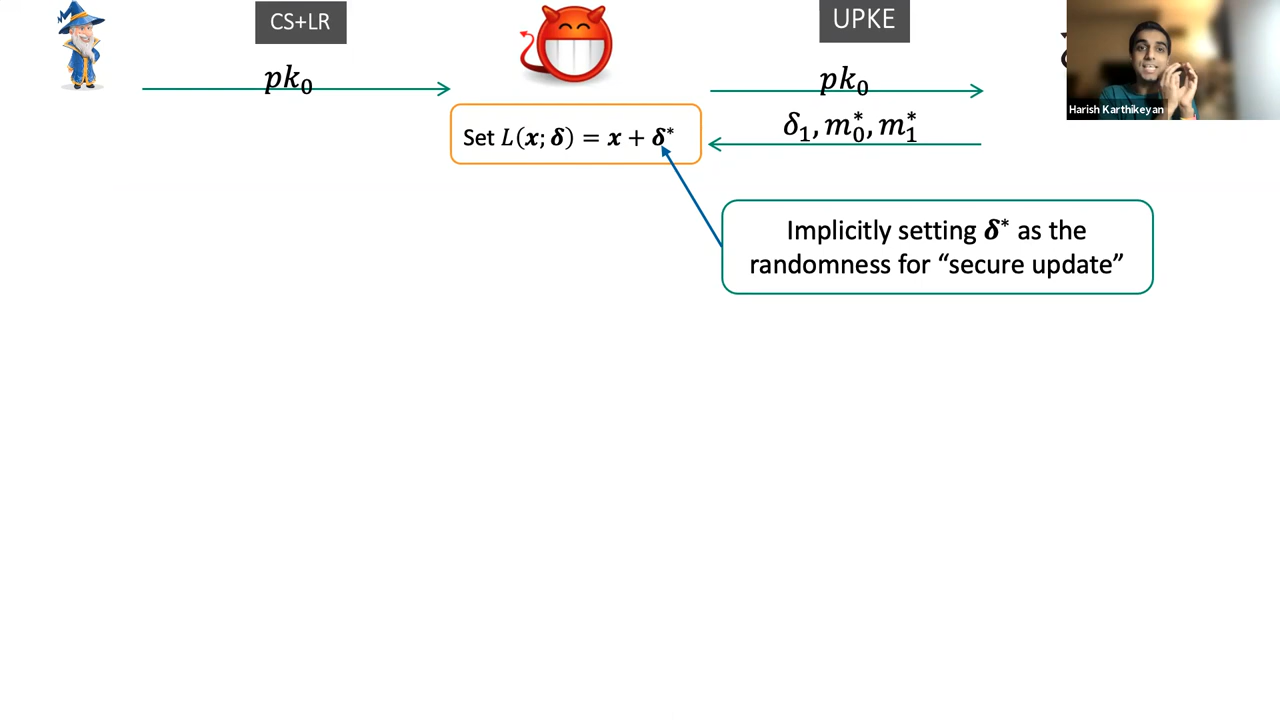 CS+LR
UPKE
pk₀
pk₀
Harish Karthikeyan
δ₁, m₀*, m₁*
Set L(x; δ) = x + δ*
Implicitly setting δ* as the
randomness for “secure update”